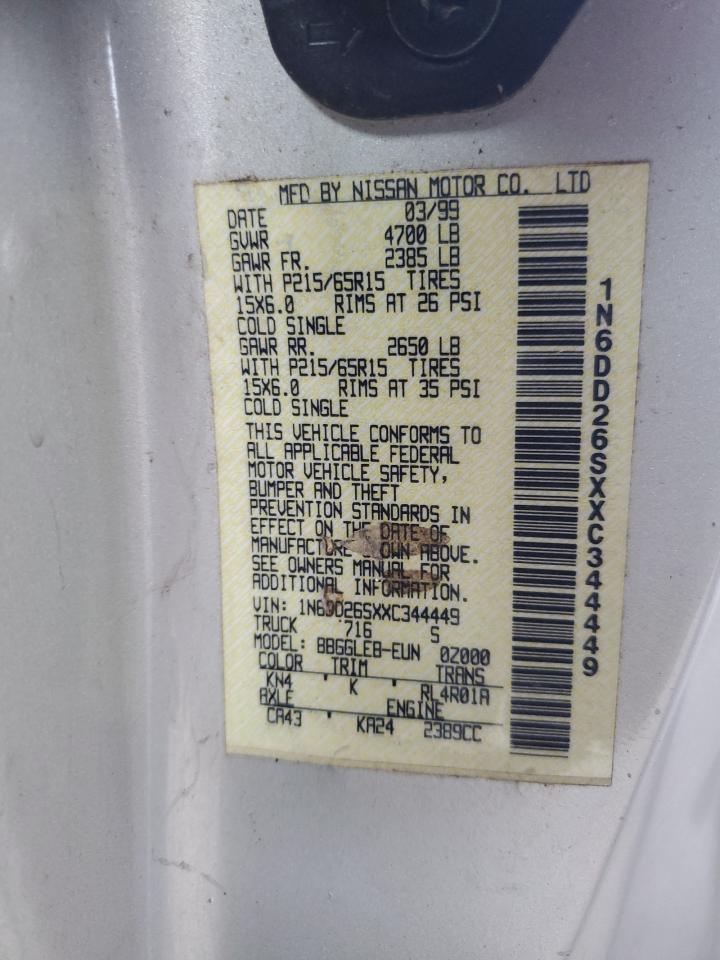 MFD BY NISSAN MOTOR CO. LTD
DATE 03/99
GVWR 4700 LB
GAWR FR. 2385 LB
WITH P215/65R15 TIRES
15X6.0 RIMS AT 26 PSI
COLD SINGLE
GAWR RR. 2650 LB
WITH P215/65R15 TIRES
15X6.0 RIMS AT 35 PSI
COLD SINGLE
THIS VEHICLE CONFORMS TO
ALL APPLICABLE FEDERAL
MOTOR VEHICLE SAFETY,
BUMPER AND THEFT
PREVENTION STANDARDS IN
EFFECT ON THE DATE OF
MANUFACTURE SHOWN ABOVE.
SEE OWNERS MANUAL FOR
ADDITIONAL INFORMATION.
VIN: 1N6DD26SXXC344449
TRUCK 716 S
MODEL: BBGGLEB-EUN 0Z000
COLOR TRIM TRANS
KN4 K RL4R01A
AXLE ENGINE
CA43 KA24 2389CC
1N6DD26SXXC344449